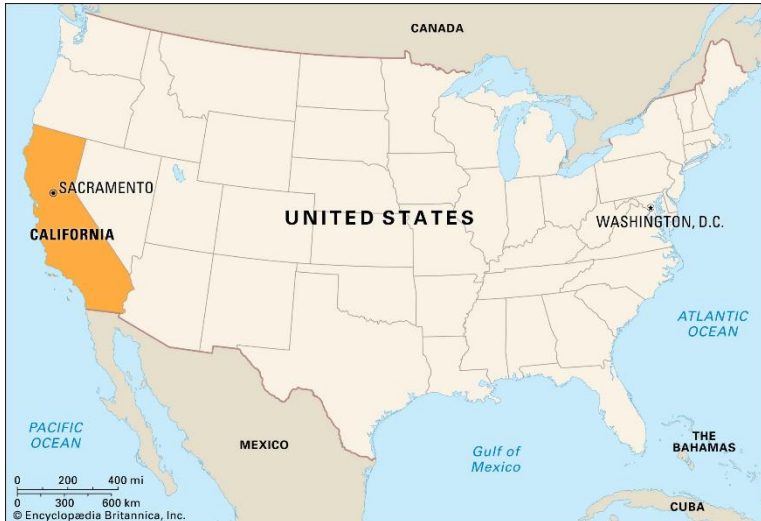 CANADA
SACRAMENTO
UNITED STATES
WASHINGTON, D.C.
CALIFORNIA
ATLANTIC
OCEAN
PACIFIC
OCEAN
MEXICO
Gulf of
Mexico
THE
BAHAMAS
0 200 400 mi
0 300 600 km
© Encyclopædia Britannica, Inc.
CUBA